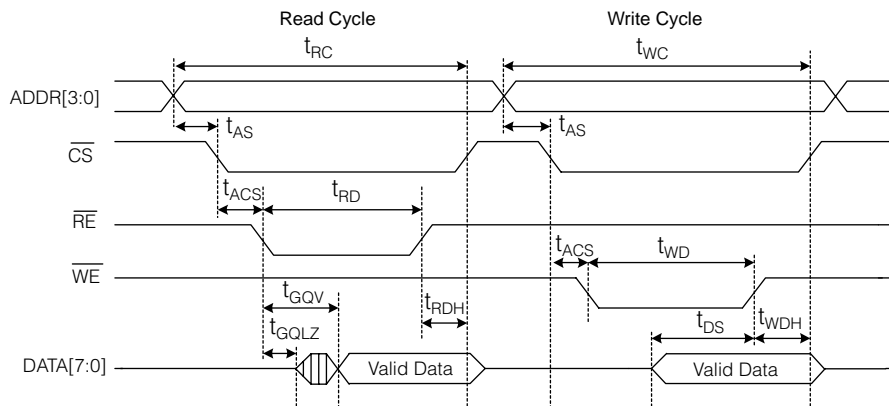 Read Cycle Write Cycle
tRC tWC
ADDR[3:0]
tAS tAS
CS
tACS tRD
RE
tACS tWD
WE
tGQV
tRDH
tGQLZ tDS tWDH
DATA[7:0] Valid Data Valid Data